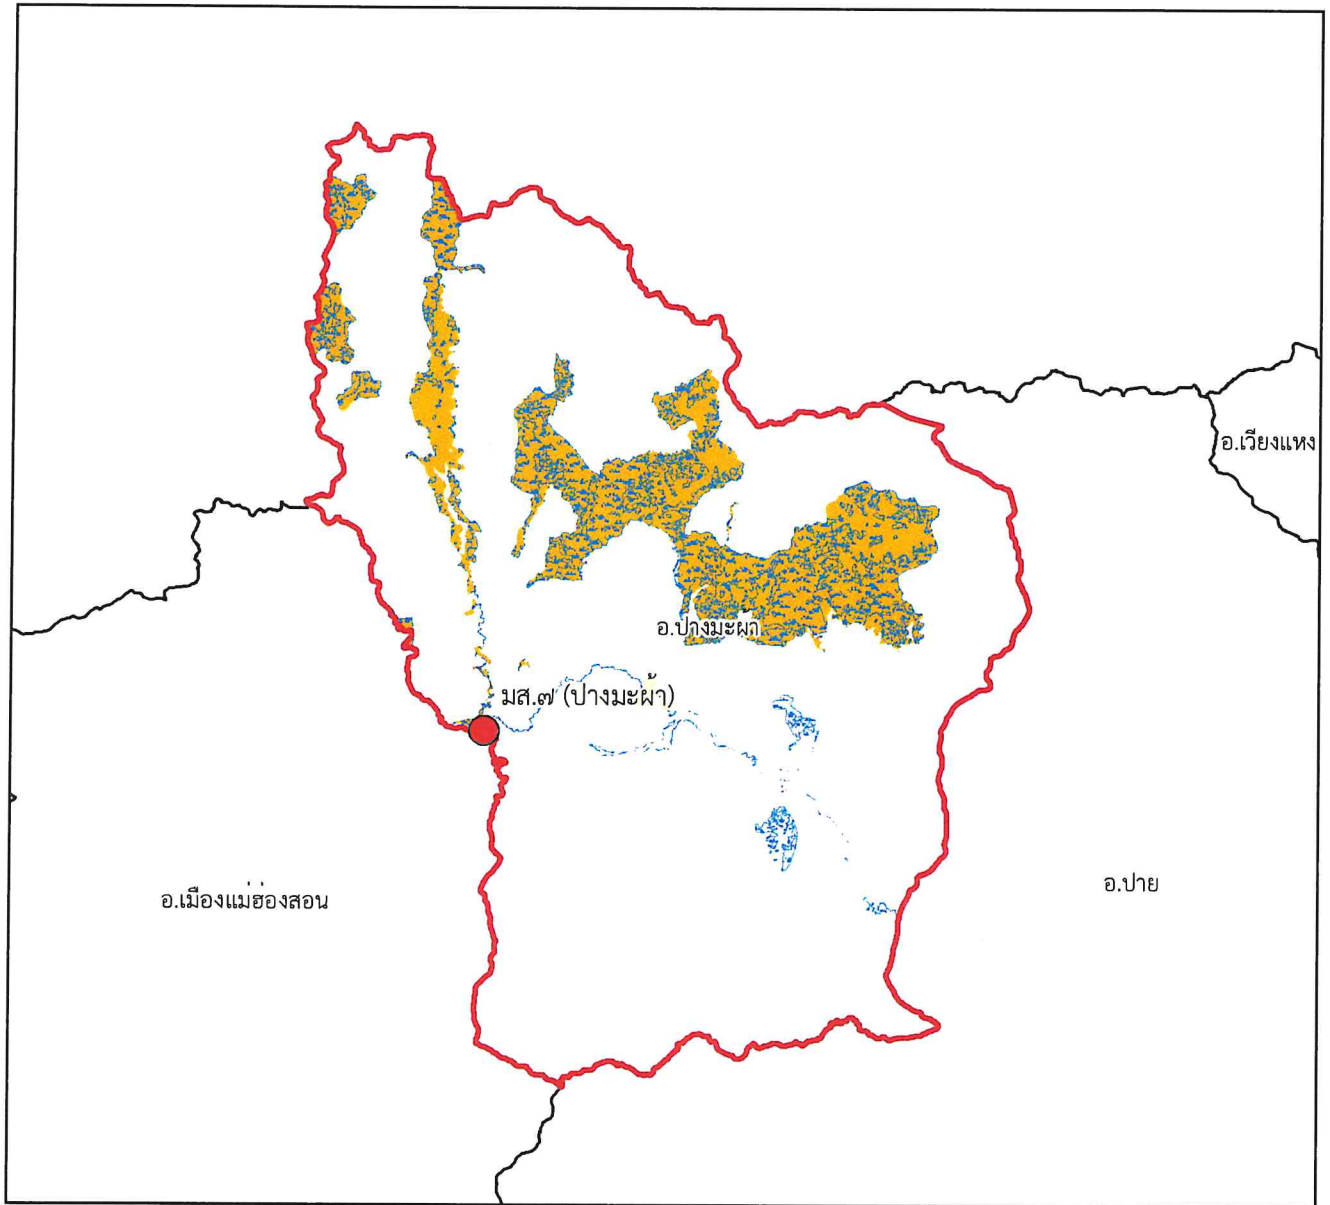 อ.เวียงแหง
อ.ปางมะผ้า
มส.๗ (ปางมะผ้า)
อ.ปาย
อ.เมืองแม่ฮ่องสอน